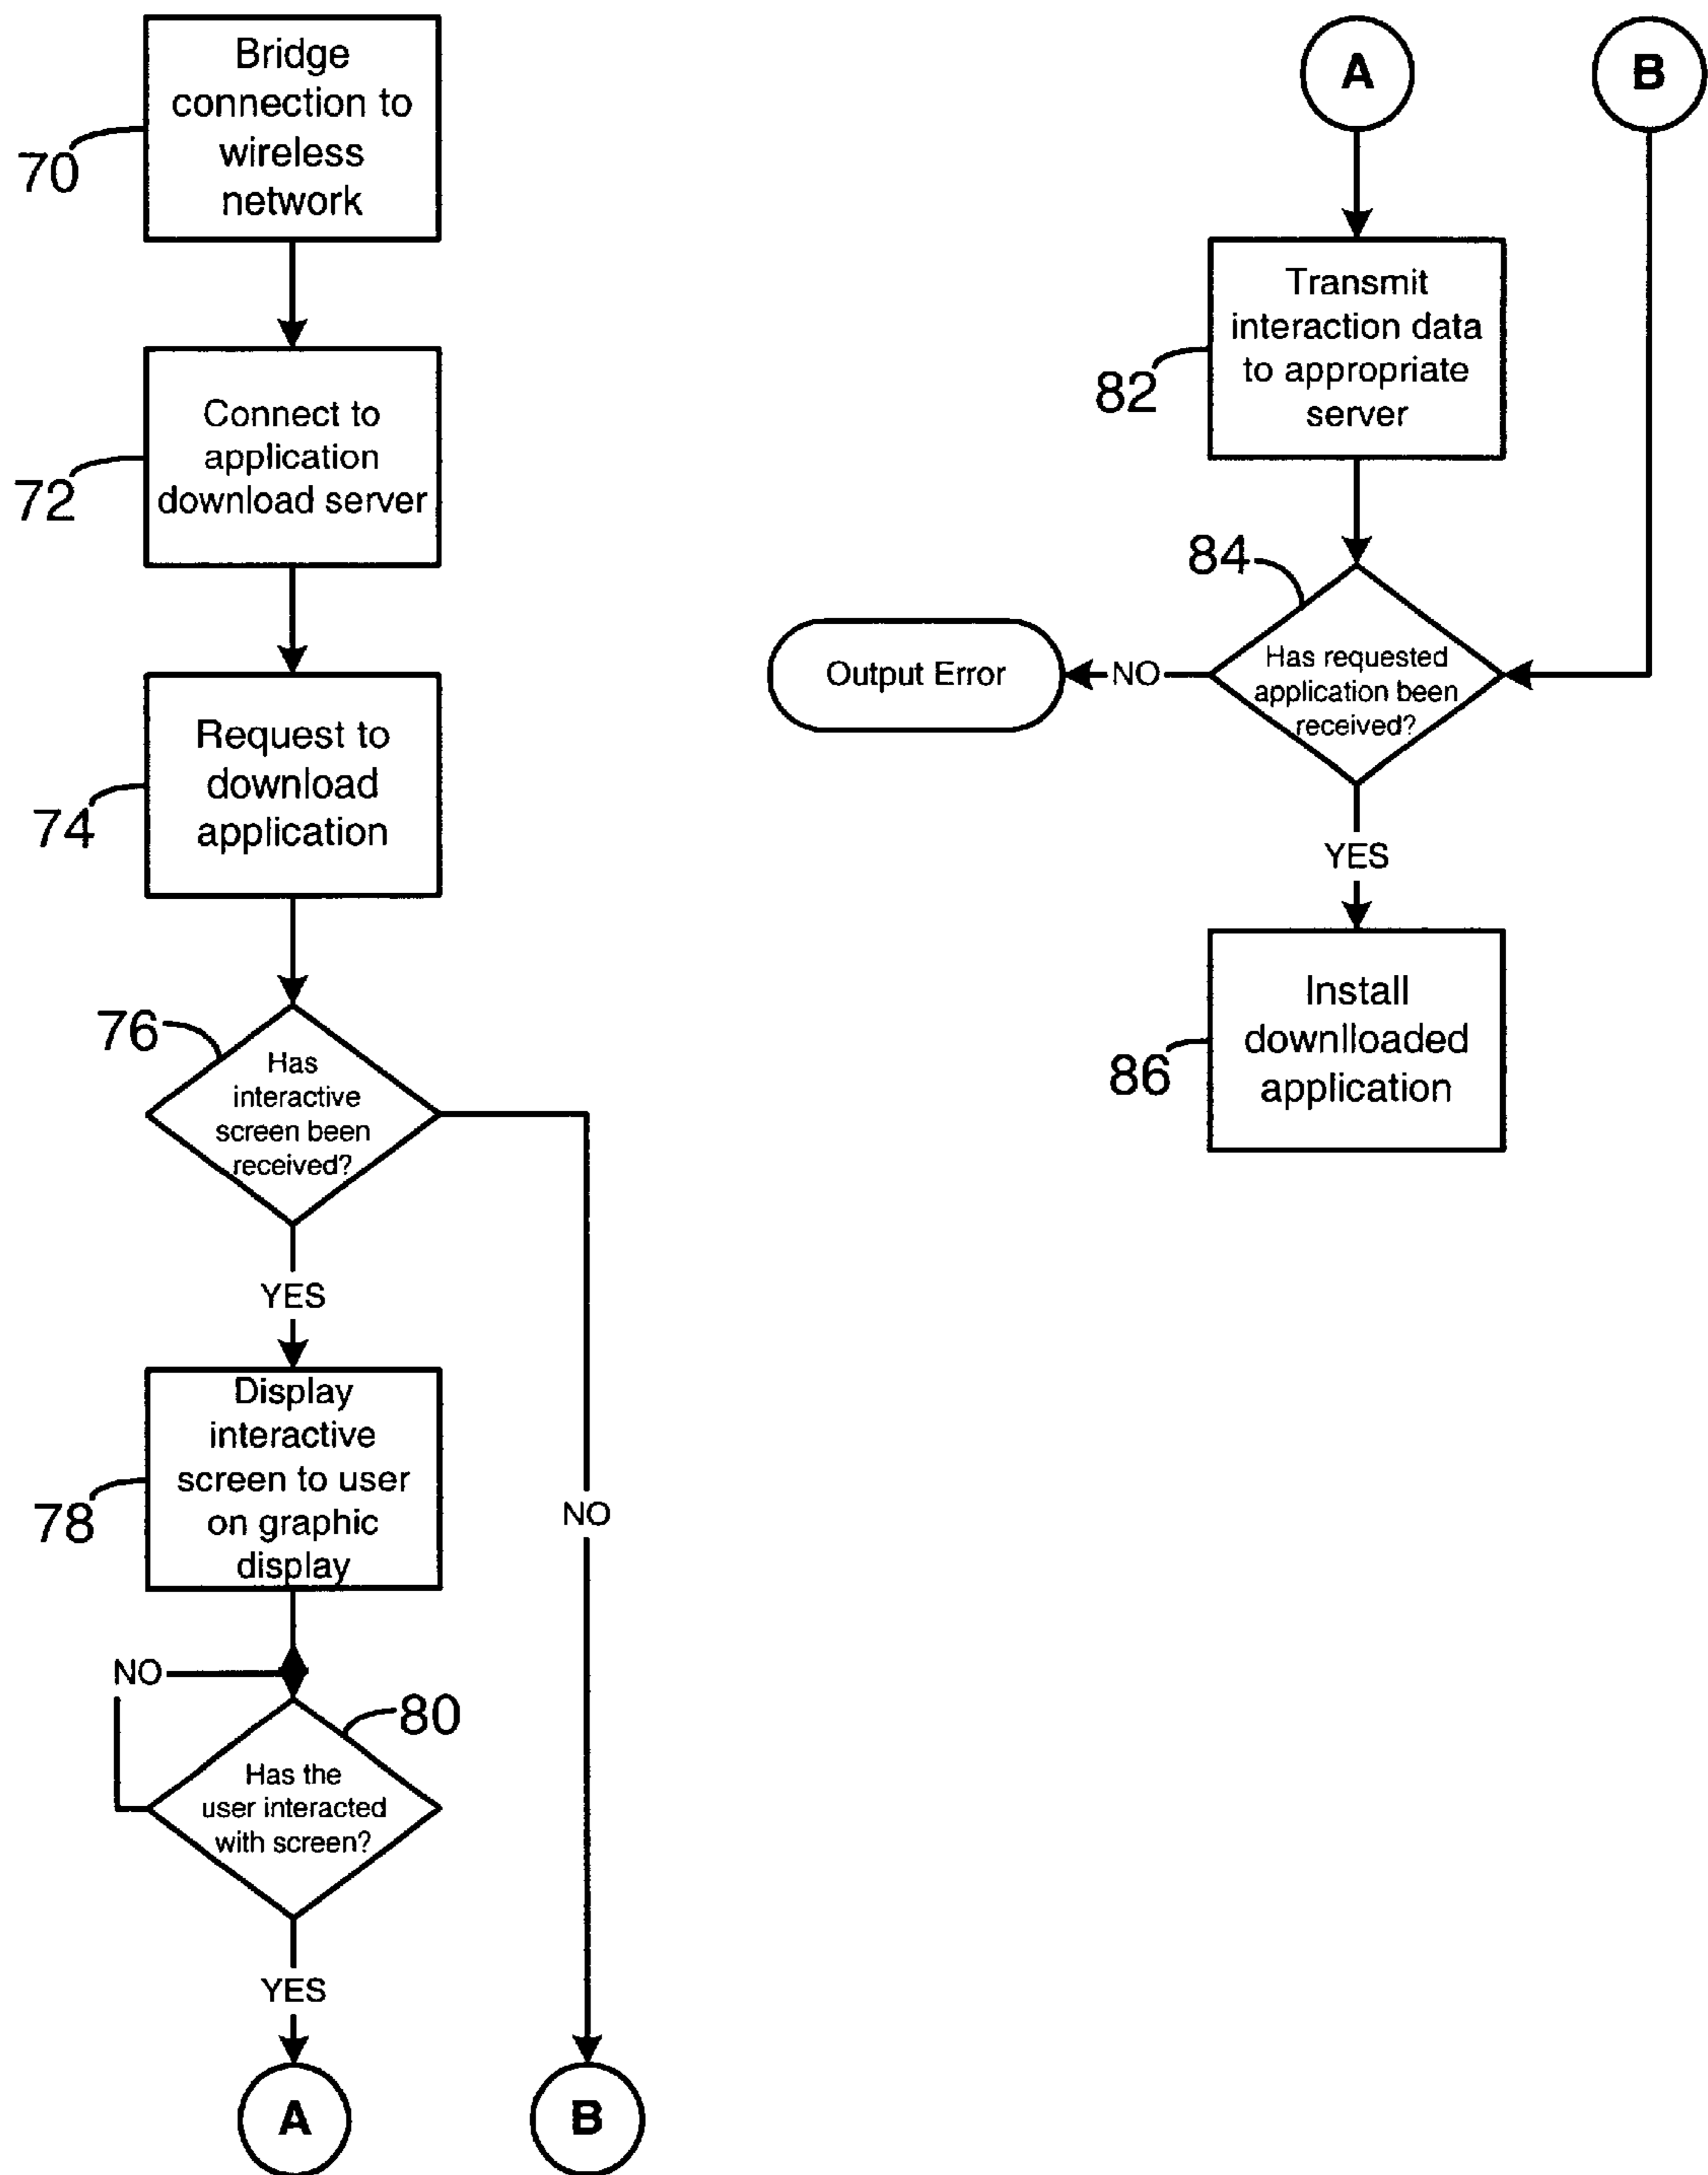 Bridge
connection to
wireless
network
70
Connect to
application
download server
72
Request to
download
application
74
76
Has
interactive
screen been
received?
YES
NO
Display
interactive
screen to user
on graphic
display
78
NO
80
Has the
user interacted
with screen?
YES
A
B
A
B
Transmit
interaction data
to appropriate
server
82
84
Has requested
application been
received?
NO
Output Error
YES
Install
downlloaded
application
86